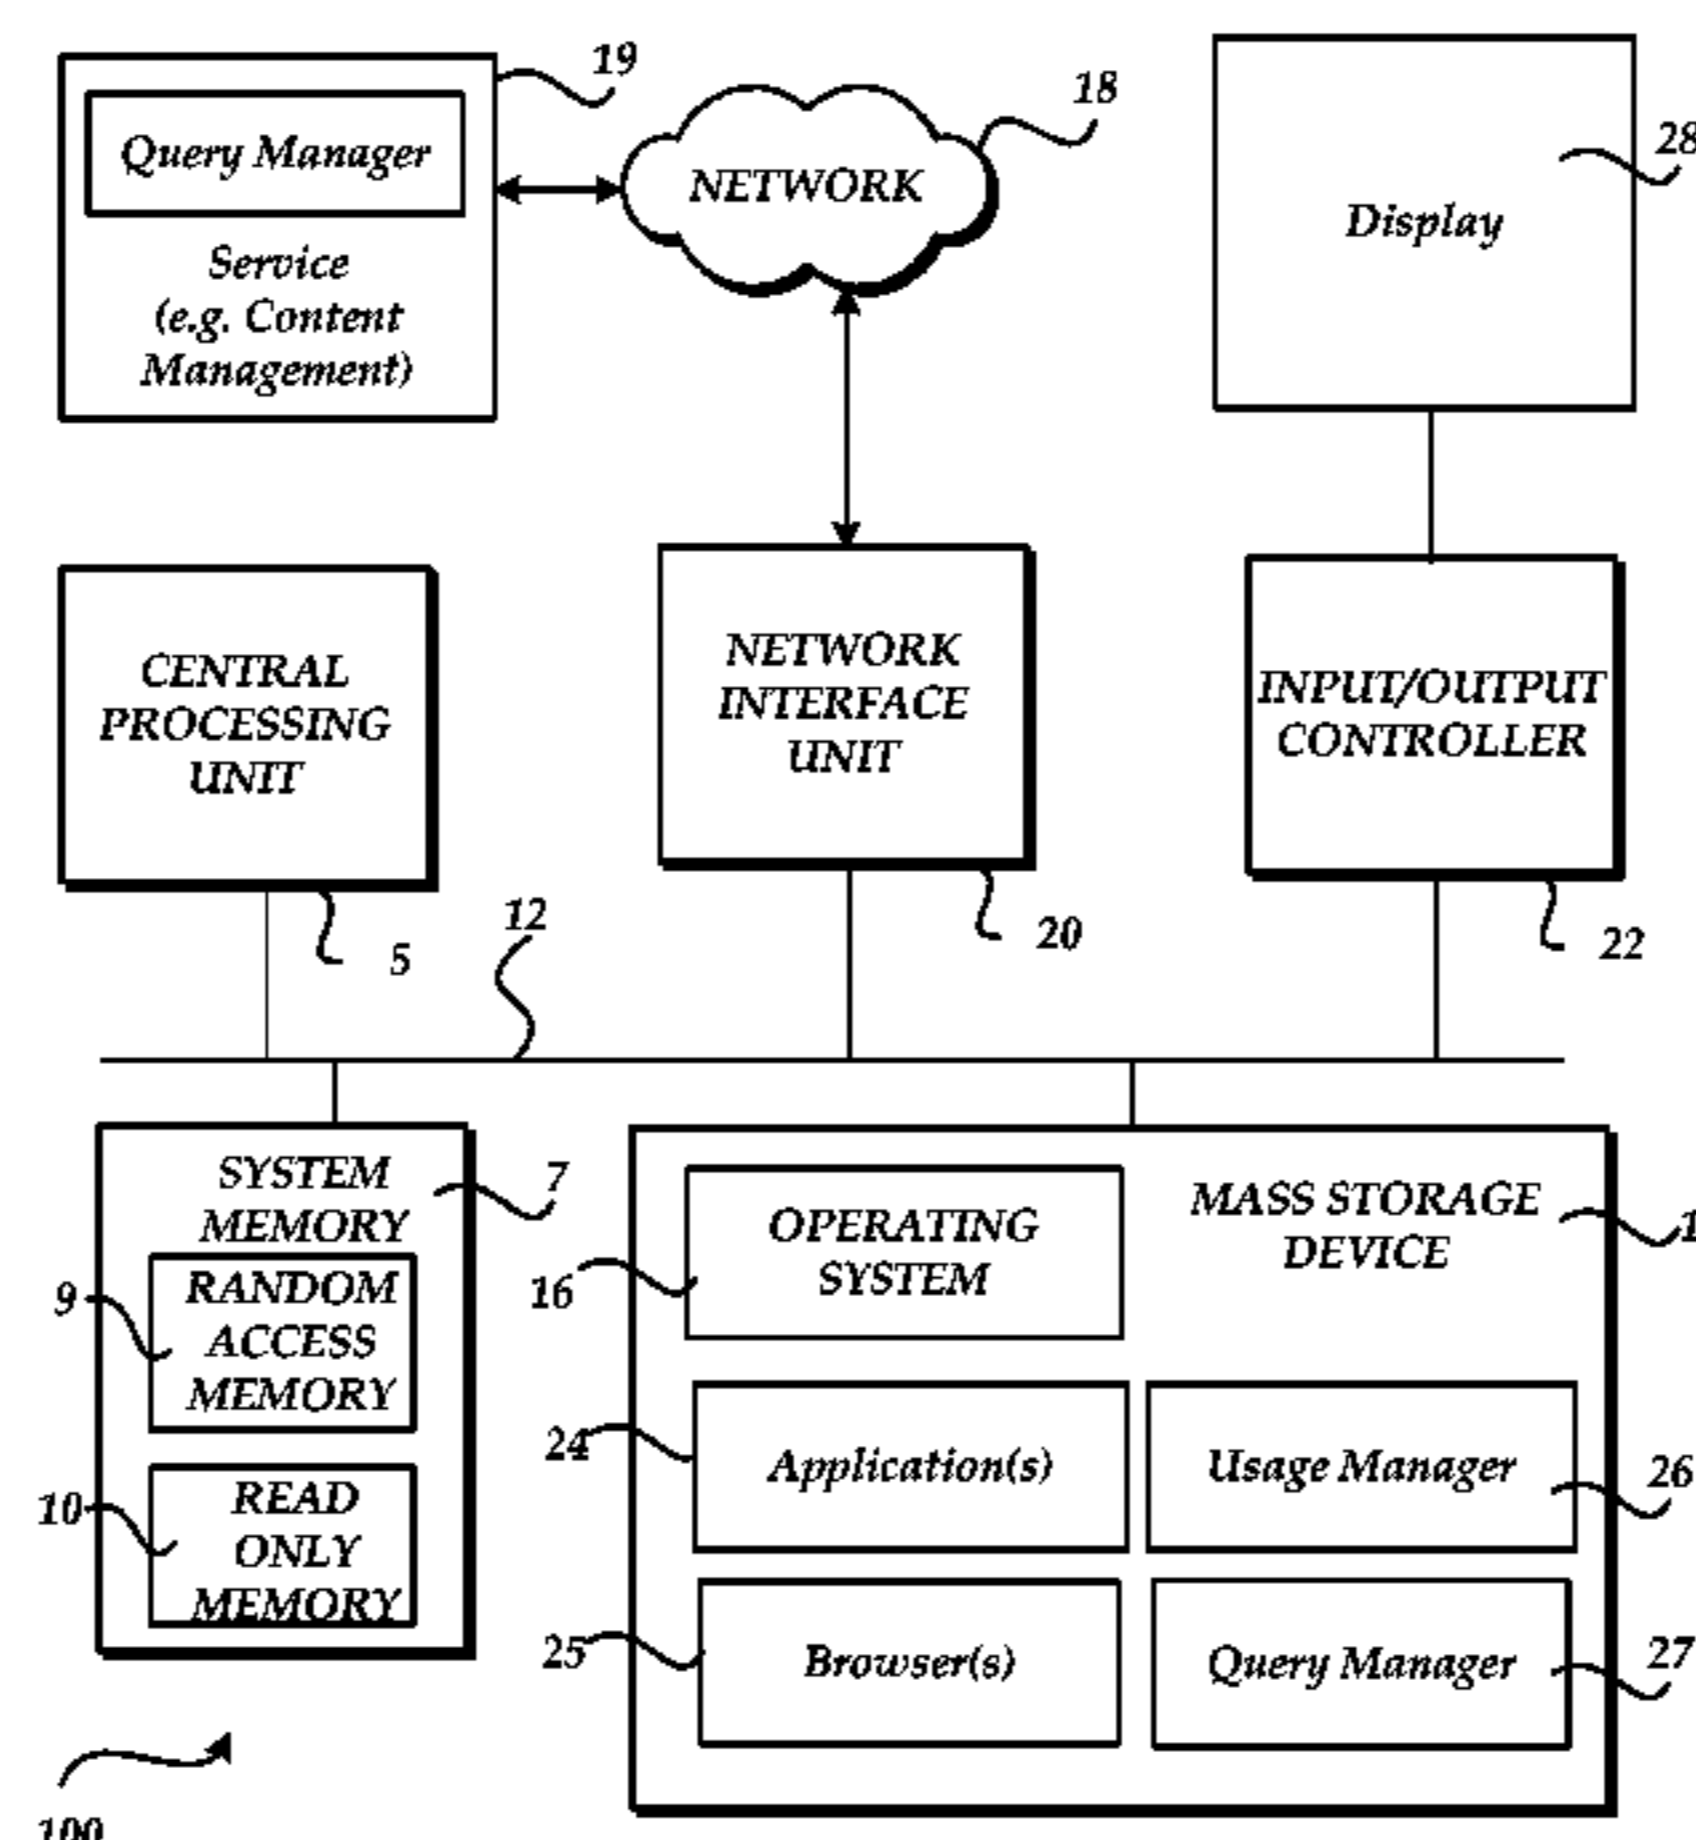 19
Query Manager
Service
(e.g. Content
Management)
NETWORK
18
Display
28
CENTRAL
PROCESSING
UNIT
5
NETWORK
INTERFACE
UNIT
20
INPUT/OUTPUT
CONTROLLER
22
12
SYSTEM
MEMORY
7
RANDOM
ACCESS
MEMORY
9
READ
ONLY
MEMORY
10
MASS STORAGE
DEVICE
OPERATING
SYSTEM
16
Application(s)
24
Usage Manager
26
Browser(s)
25
Query Manager
27
100